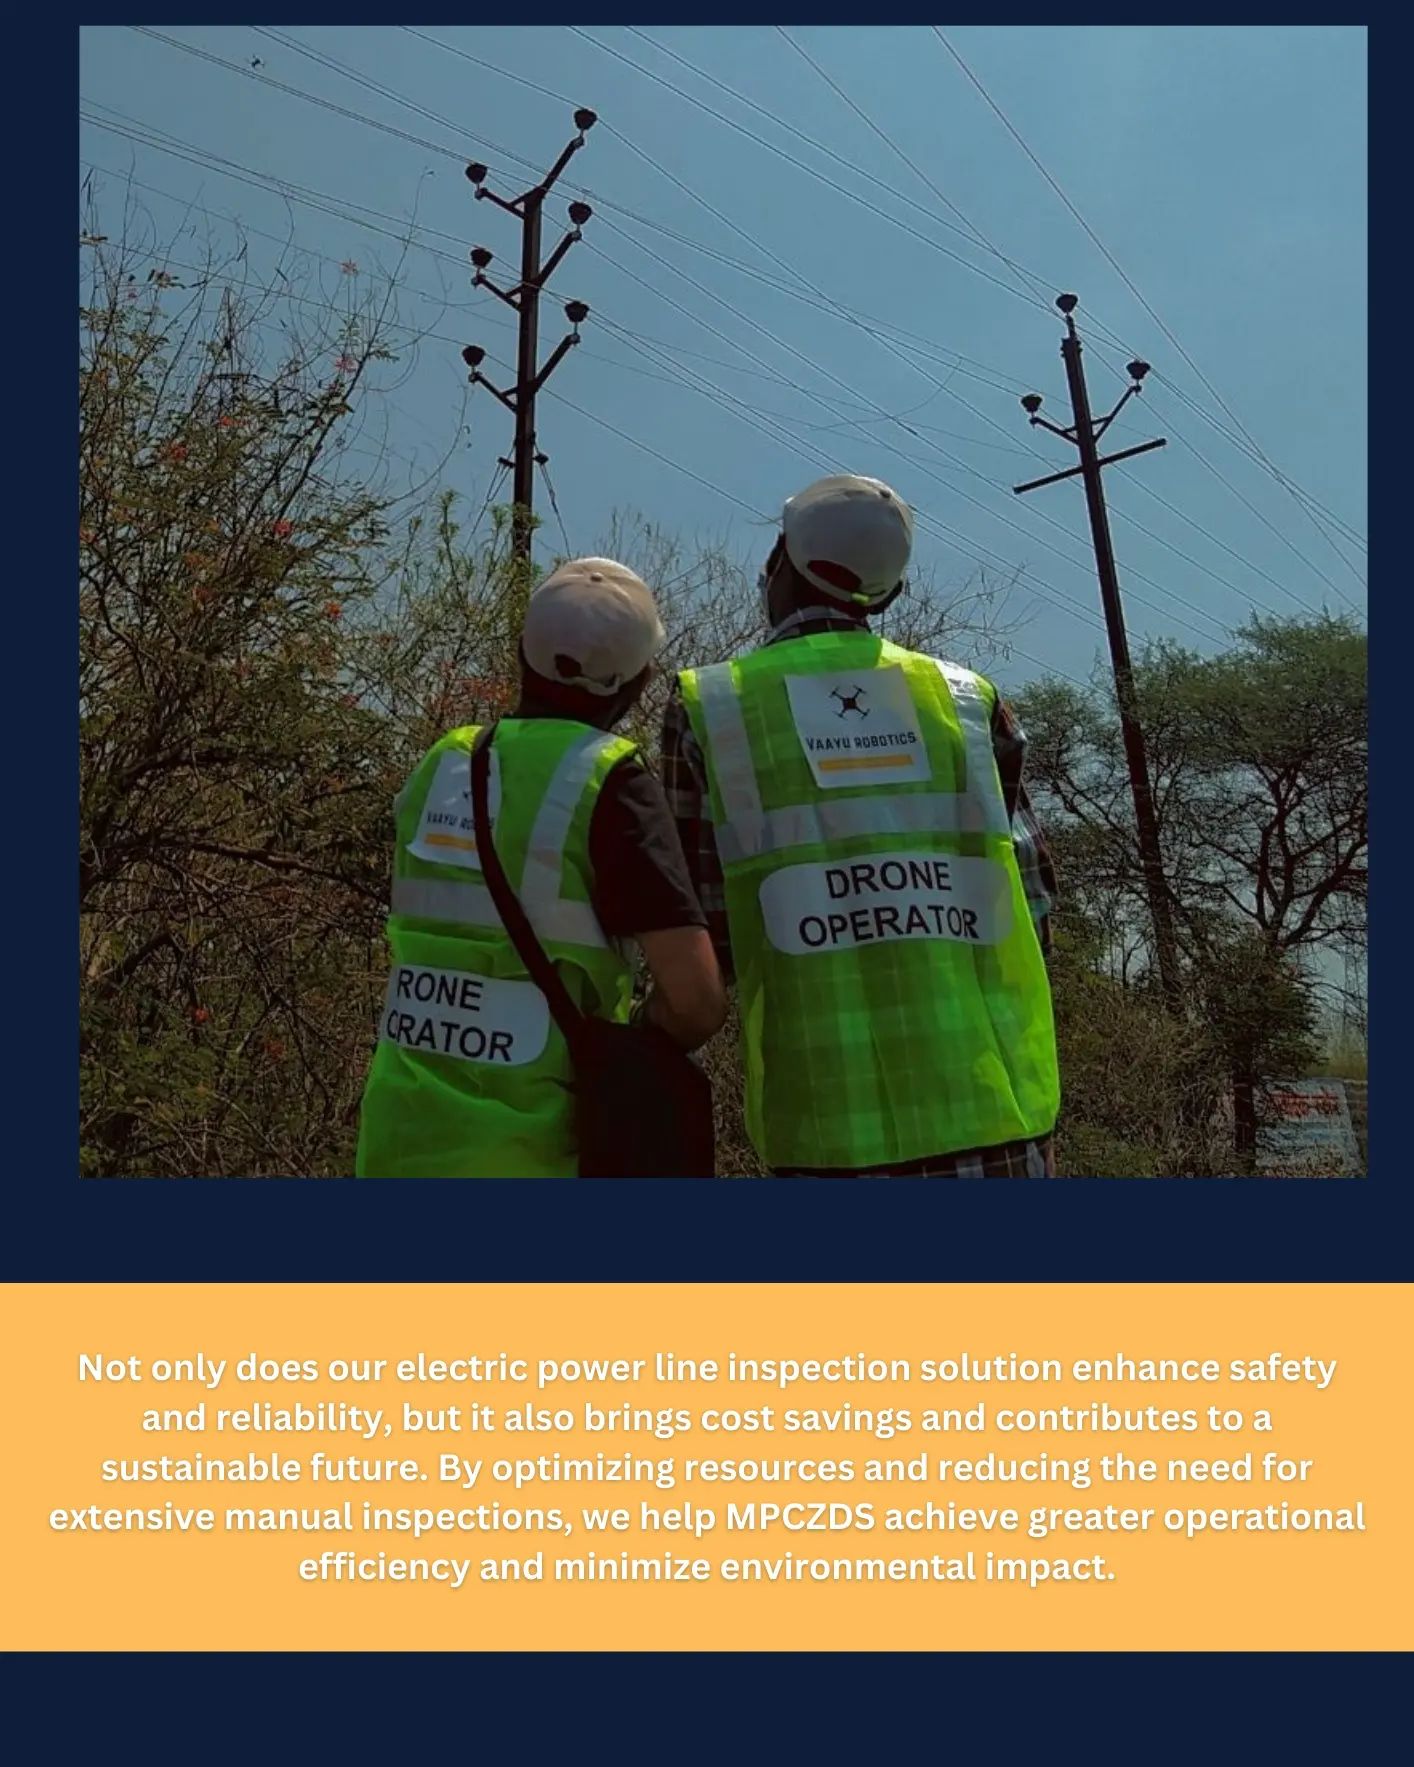 VAAYU ROBOTICS
DRONE
OPERATOR
VAAYU
RONE
ORATOR
Not only does our electric power line inspection solution enhance safety
and reliability, but it also brings cost savings and contributes to a
sustainable future. By optimizing resources and reducing the need for
extensive manual inspections, we help MPCZDS achieve greater operational
efficiency and minimize environmental impact.